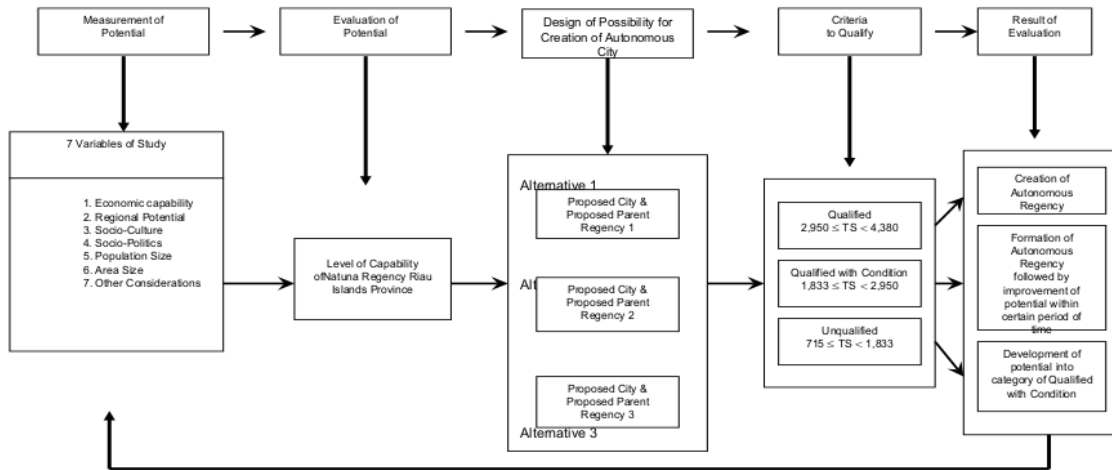 Measurement of
Potential
Evaluation of
Potential
Design of Possibility for
Creation of Autonomous
City
Criteria
to Qualify
Result of
Evaluation
7 Variables of Study
1. Economic capability
2. Regional Potential
3. Socio-Culture
4. Socio-Politics
5. Population Size
6. Area Size
7. Other Considerations
Level of Capability
ofNatuna Regency Riau
Islands Province
Alternative 1
Proposed City &
Proposed Parent
Regency 1
Proposed City &
Proposed Parent
Regency 2
Proposed City &
Proposed Parent
Regency 3
Alternative 3
Qualified
2,950 ≤ TS < 4,380
Qualified with Condition
1,833 ≤ TS < 2,950
Unqualified
715 ≤ TS < 1,833
Creation of
Autonomous
Regency
Formation of
Autonomous
Regency
followed by
improvement of
potential within
certain period of
time
Development of
potential into
category of Qualified
with Condition